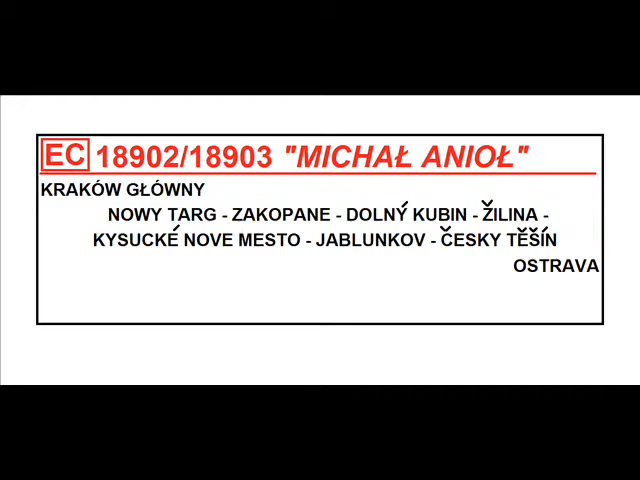 EC 18902/18903 "MICHAŁ ANIOŁ"
KRAKÓW GŁÓWNY
NOWY TARG - ZAKOPANE - DOLNÝ KUBIN - ŽILINA -
KYSUCKÉ NOVE MESTO - JABLUNKOV - ČESKY TĚŠÍN
OSTRAVA